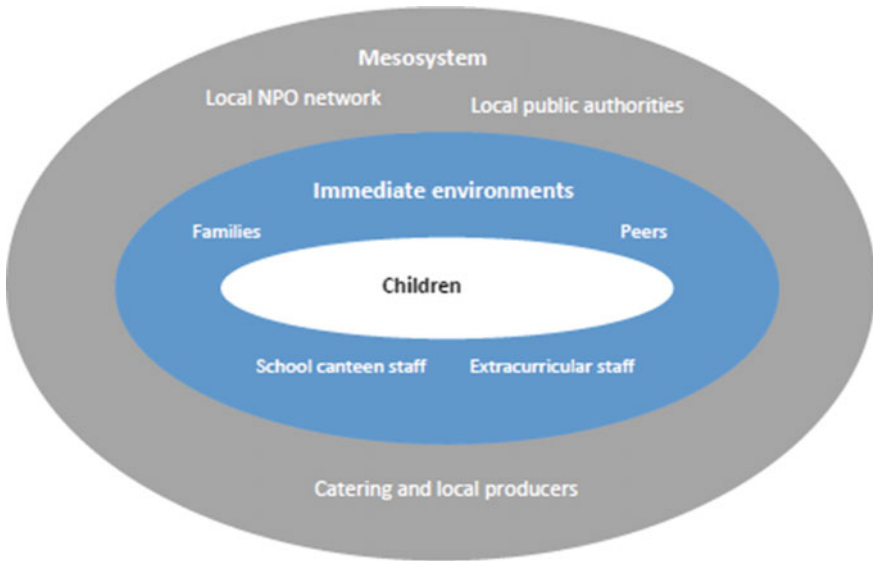 Mesosystem
Local NPO network
Local public authorities
Immediate environments
Families
Peers
Children
School canteen staff
Extracurricular staff
Catering and local producers